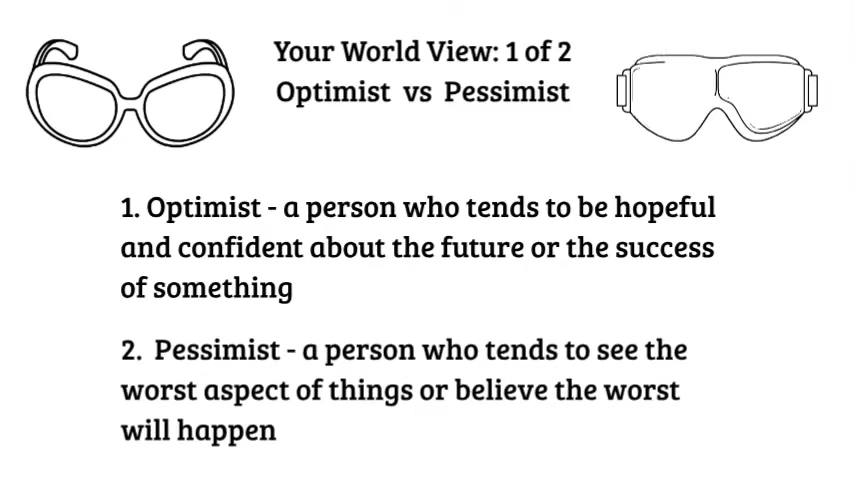 Your World View: 1 of 2
Optimist vs Pessimist
1. Optimist - a person who tends to be hopeful
and confident about the future or the success
of something
2. Pessimist - a person who tends to see the
worst aspect of things or believe the worst
will happen